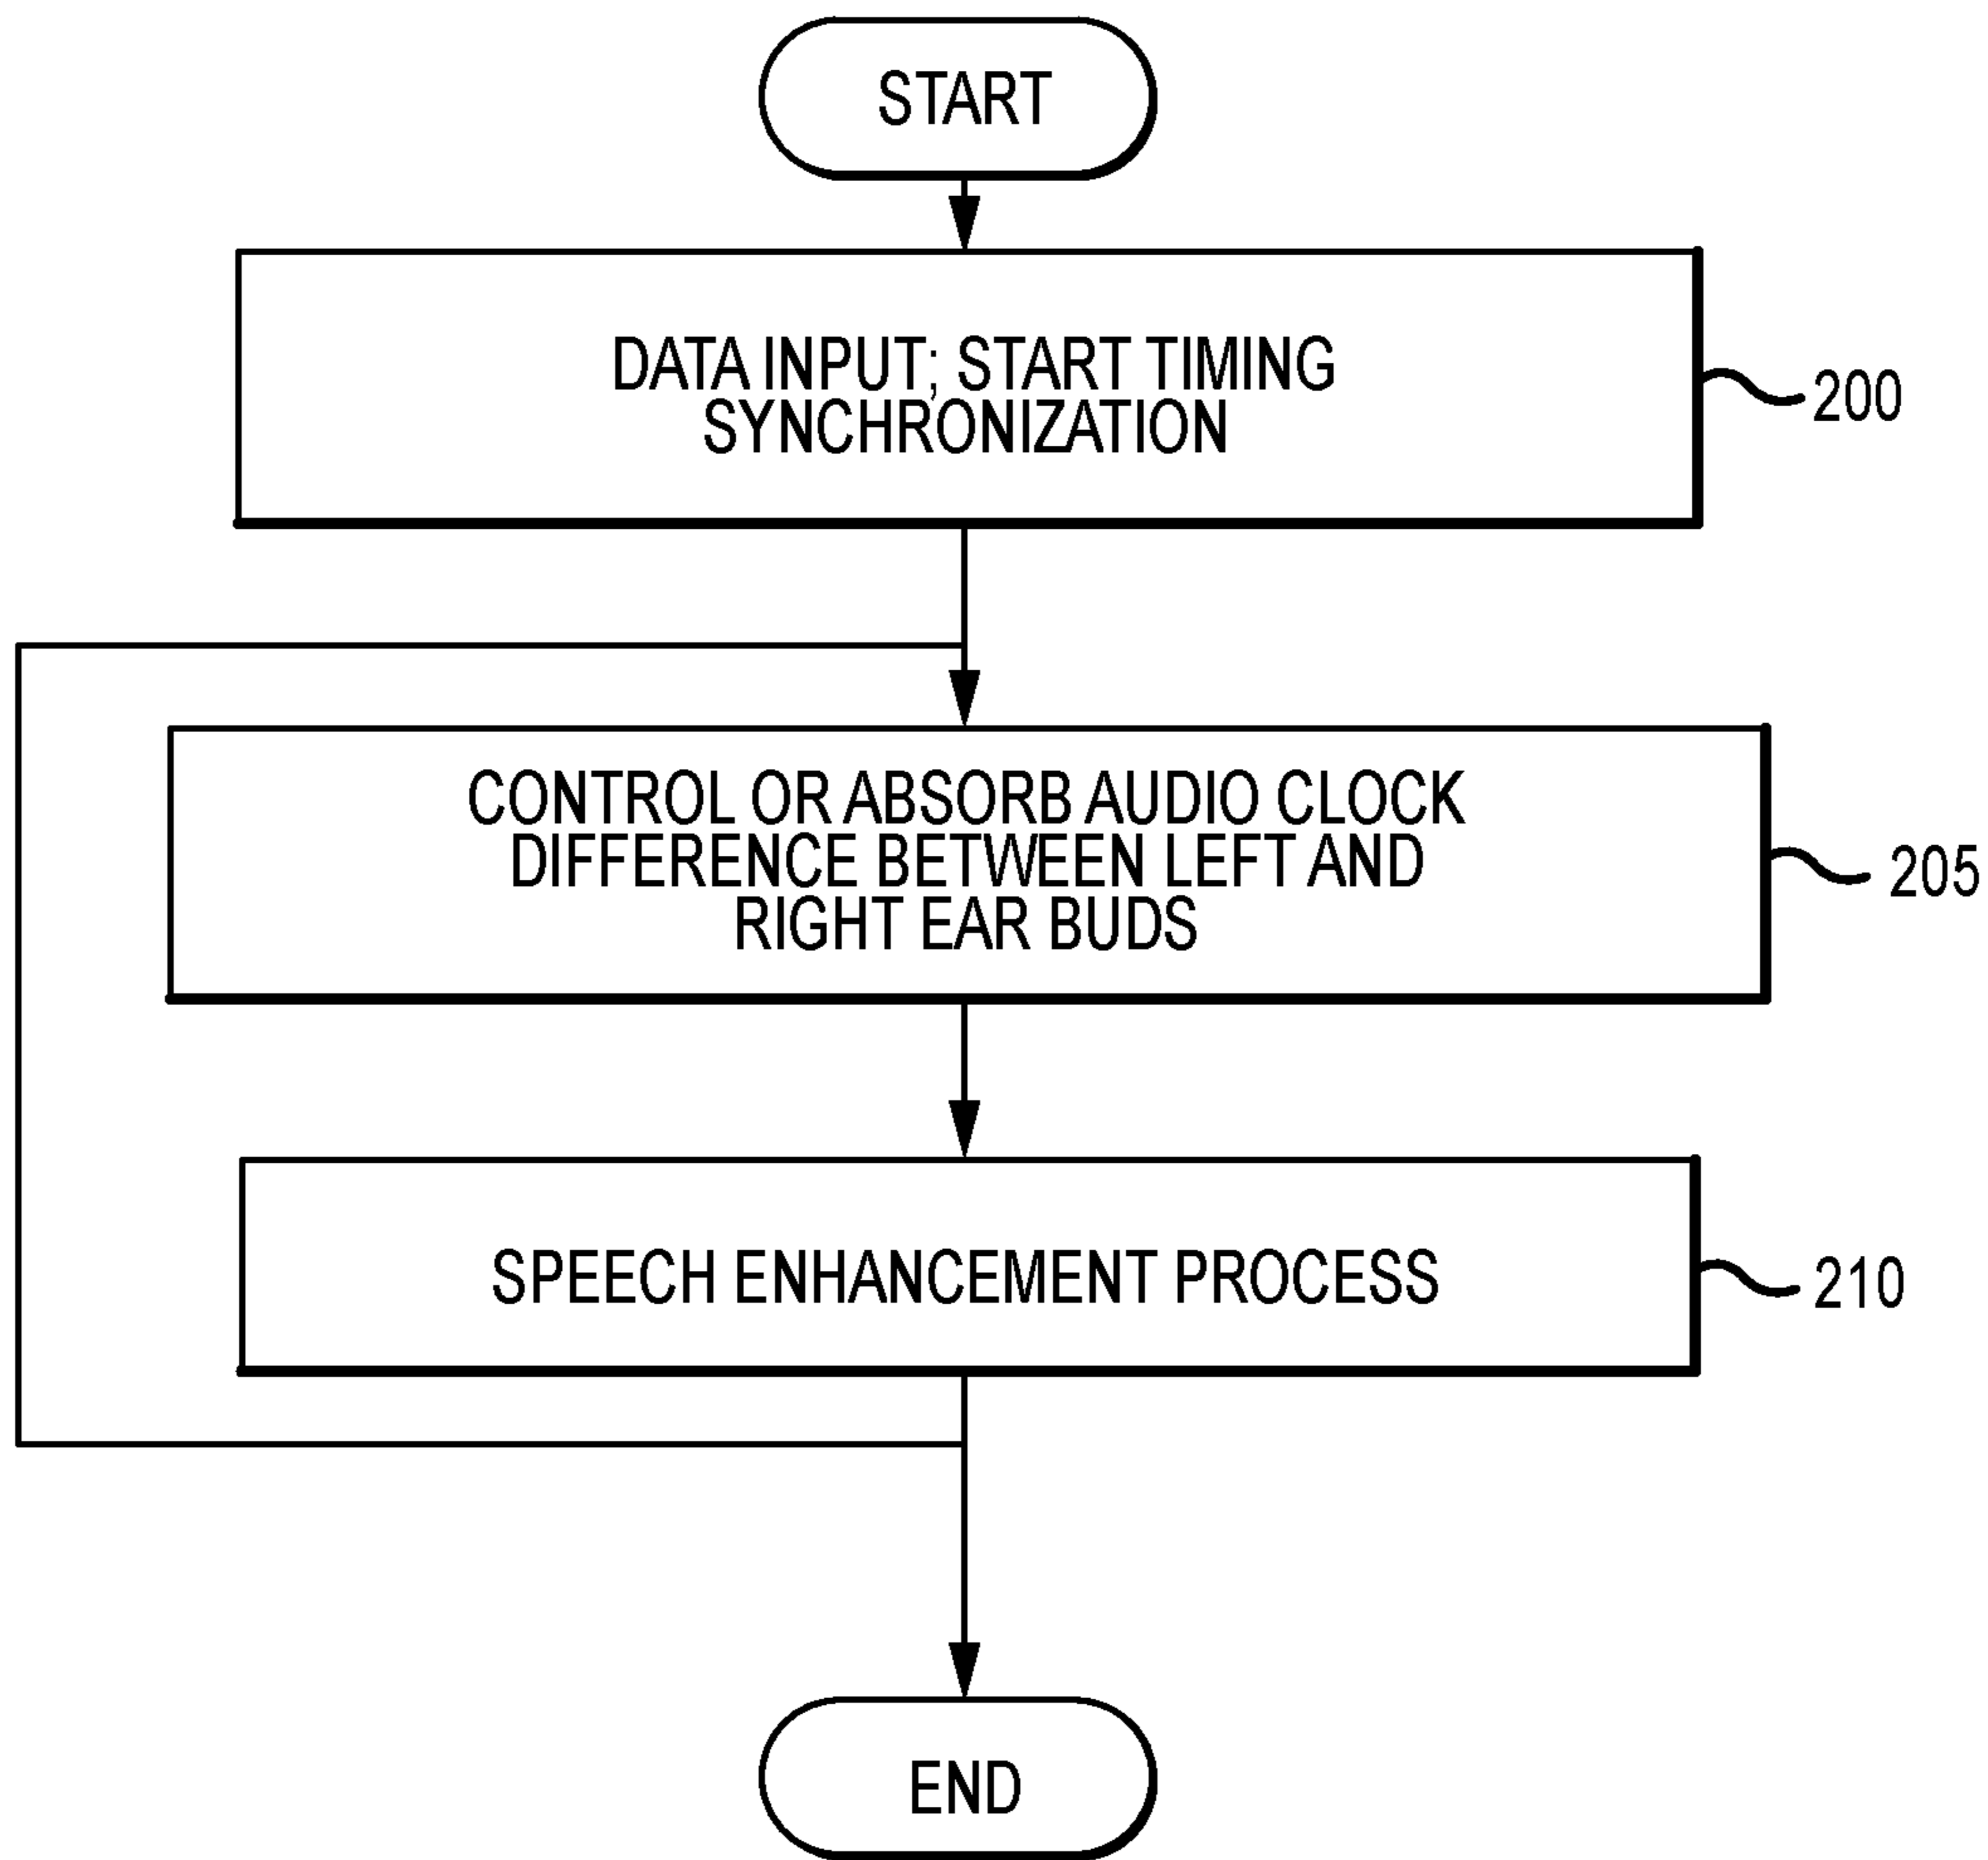 START
DATA INPUT; START TIMING
SYNCHRONIZATION
200
CONTROL OR ABSORB AUDIO CLOCK
DIFFERENCE BETWEEN LEFT AND
RIGHT EAR BUDS
205
SPEECH ENHANCEMENT PROCESS
210
END